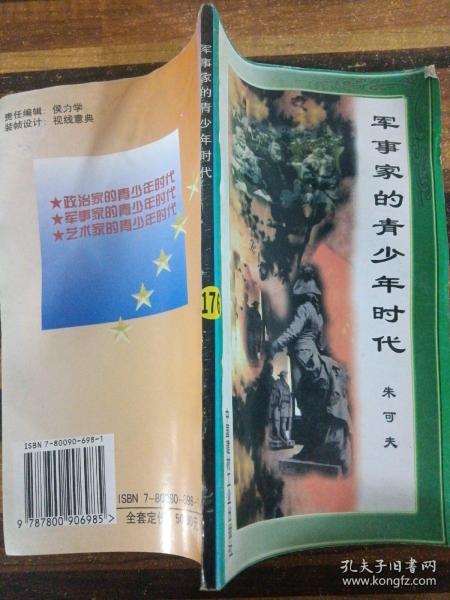 责任编辑：侯力学
装帧设计：视线意典
★政治家的青少年时代
★军事家的青少年时代
★艺术家的青少年时代
ISBN 7-80090-698-1
9 787800 906985>
ISBN 7-80090-698-1
全套定价
军事家的青少年时代
176
军事家的青少年时代
朱可夫
孔夫子旧书网
www.kongfz.com